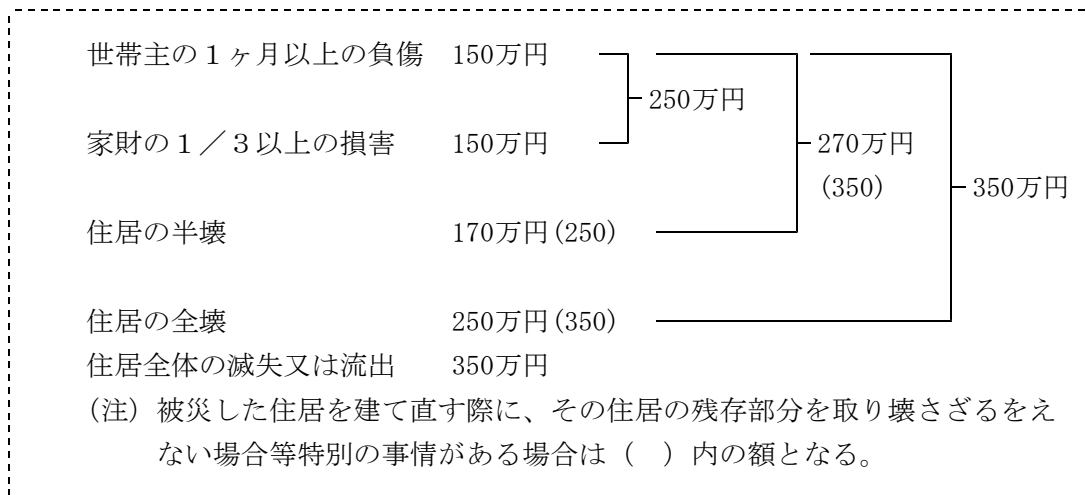 世帯主の１ヶ月以上の負傷 150万円
250万円
家財の１／３以上の損害 150万円
270万円
(350)
350万円
住居の半壊 170万円(250)
住居の全壊 250万円(350)
住居全体の滅失又は流出 350万円
(注) 被災した住居を建て直す際に、その住居の残存部分を取り壊さざるをえ
ない場合等特別の事情がある場合は（　）内の額となる。